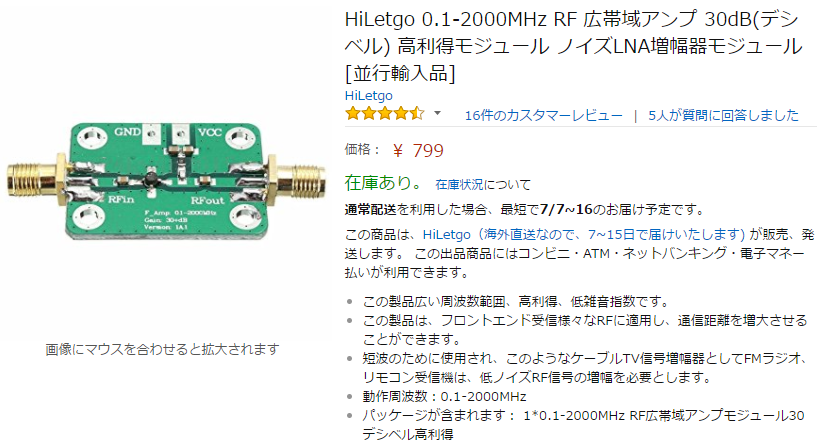 HiLetgo 0.1-2000MHz RF 広帯域アンプ 30dB(デシ
ベル) 高利得モジュール ノイズLNA増幅器モジュール
[並行輸入品]
HiLetgo
16件のカスタマーレビュー | 5人が質問に回答しました
価格： ￥ 799
在庫あり。 在庫状況について
通常配送を利用した場合、最短で7/7~16のお届け予定です。
この商品は、HiLetgo（海外直送なので、7~15日で届けいたします) が販売、発
送します。 この出品商品にはコンビニ・ATM・ネットバンキング・電子マネー
払いが利用できます。
この製品広い周波数範囲、高利得、低雑音指数です。
この製品は、フロントエンド受信様々なRFに適用し、通信距離を増大させる
ことができます。
短波のために使用され、このようなケーブルTV信号増幅器としてFMラジオ、
リモコン受信機は、低ノイズRF信号の増幅を必要とします。
動作周波数：0.1-2000MHz
パッケージが含まれます： 1*0.1-2000MHz RF広帯域アンプモジュール30
デシベル高利得
GND VCC
RFin RFout
F_Amp 0.1-2000MHz
Gain: 30+dB
Version 1A1
画像にマウスを合わせると拡大されます